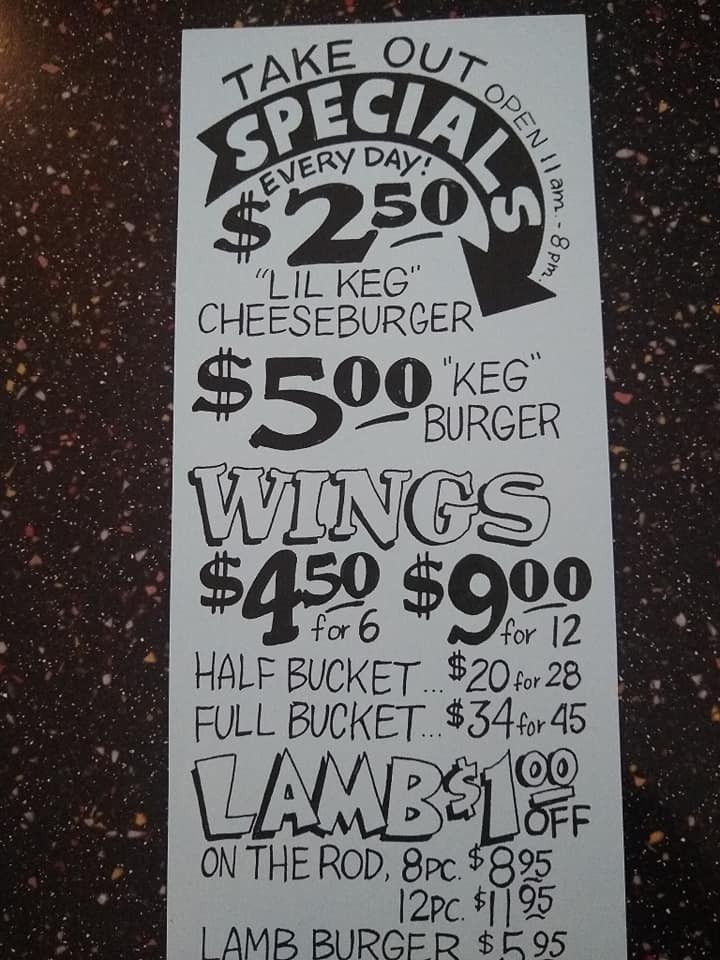 TAKE OUT
SPECIALS
OPEN 11 am. - 8 pm.
EVERY DAY!
$2.50
"LIL KEG"
CHEESEBURGER
$5.00 "KEG"
BURGER
WINGS
$4.50 for 6 $9.00 for 12
HALF BUCKET... $20 for 28
FULL BUCKET... $34 for 45
LAMB $1.00 OFF
ON THE ROD, 8PC. $8.95
12PC. $11.95
LAMB BURGER $5.95